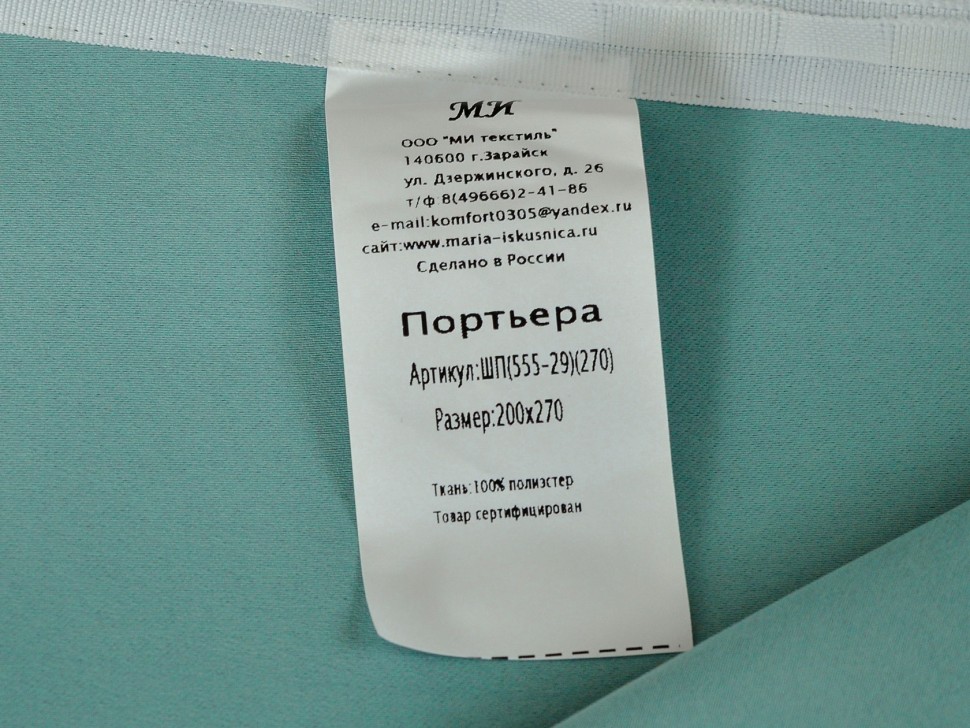 МИ
ООО "МИ текстиль"
140600 г.Зарайск
ул. Дзержинского, д. 26
т/ф 8(49666)2-41-86
e-mail:komfort0305@yandex.ru
сайт:www.maria-iskusnica.ru
Сделано в России
Портьера
Артикул:ШП(555-29)(270)
Размер:200х270
Ткань:100% полиэстер
Товар сертифицирован